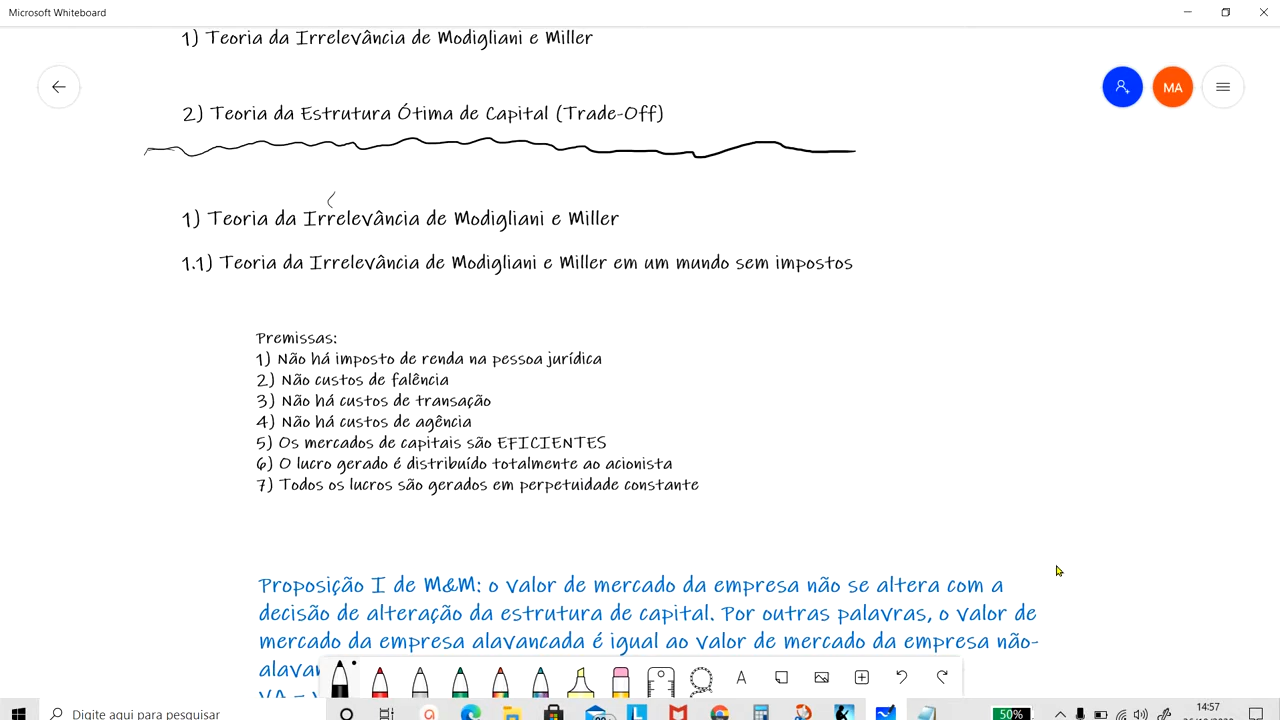 Microsoft Whiteboard
1) Teoria da Irrelevância de Modigliani e Miller
MA
2) Teoria da Estrutura Ótima de Capital (Trade-Off)
1) Teoria da Irrelevância de Modigliani e Miller
1.1) Teoria da Irrelevância de Modigliani e Miller em um mundo sem impostos
Premissas:
1) Não há imposto de renda na pessoa jurídica
2) Não custos de falência
3) Não há custos de transação
4) Não há custos de agência
5) Os mercados de capitais são EFICIENTES
6) O lucro gerado é distribuído totalmente ao acionista
7) Todos os lucros são gerados em perpetuidade constante
Proposição I de M&M: o valor de mercado da empresa não se altera com a
decisão de alteração da estrutura de capital. Por outras palavras, o valor de
mercado da empresa alavancada é igual ao valor de mercado da empresa não-
alavan
A
Digite aqui para pesquisar
50%
14:57